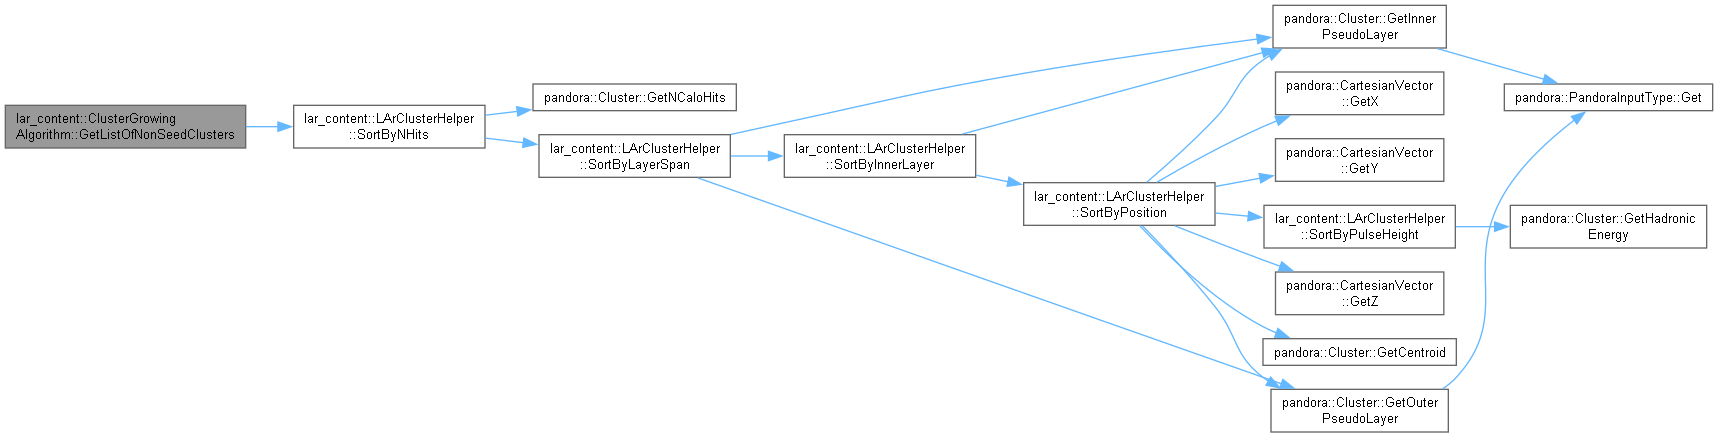 lar_content::ClusterGrowing
Algorithm::GetListOfNonSeedClusters
lar_content::LArClusterHelper
::SortByNHits
pandora::Cluster::GetNCaloHits
lar_content::LArClusterHelper
::SortByLayerSpan
lar_content::LArClusterHelper
::SortByInnerLayer
lar_content::LArClusterHelper
::SortByPosition
pandora::Cluster::GetInner
PseudoLayer
pandora::CartesianVector
::GetX
pandora::CartesianVector
::GetY
lar_content::LArClusterHelper
::SortByPulseHeight
pandora::CartesianVector
::GetZ
pandora::Cluster::GetCentroid
pandora::Cluster::GetOuter
PseudoLayer
pandora::PandoraInputType::Get
pandora::Cluster::GetHadronic
Energy